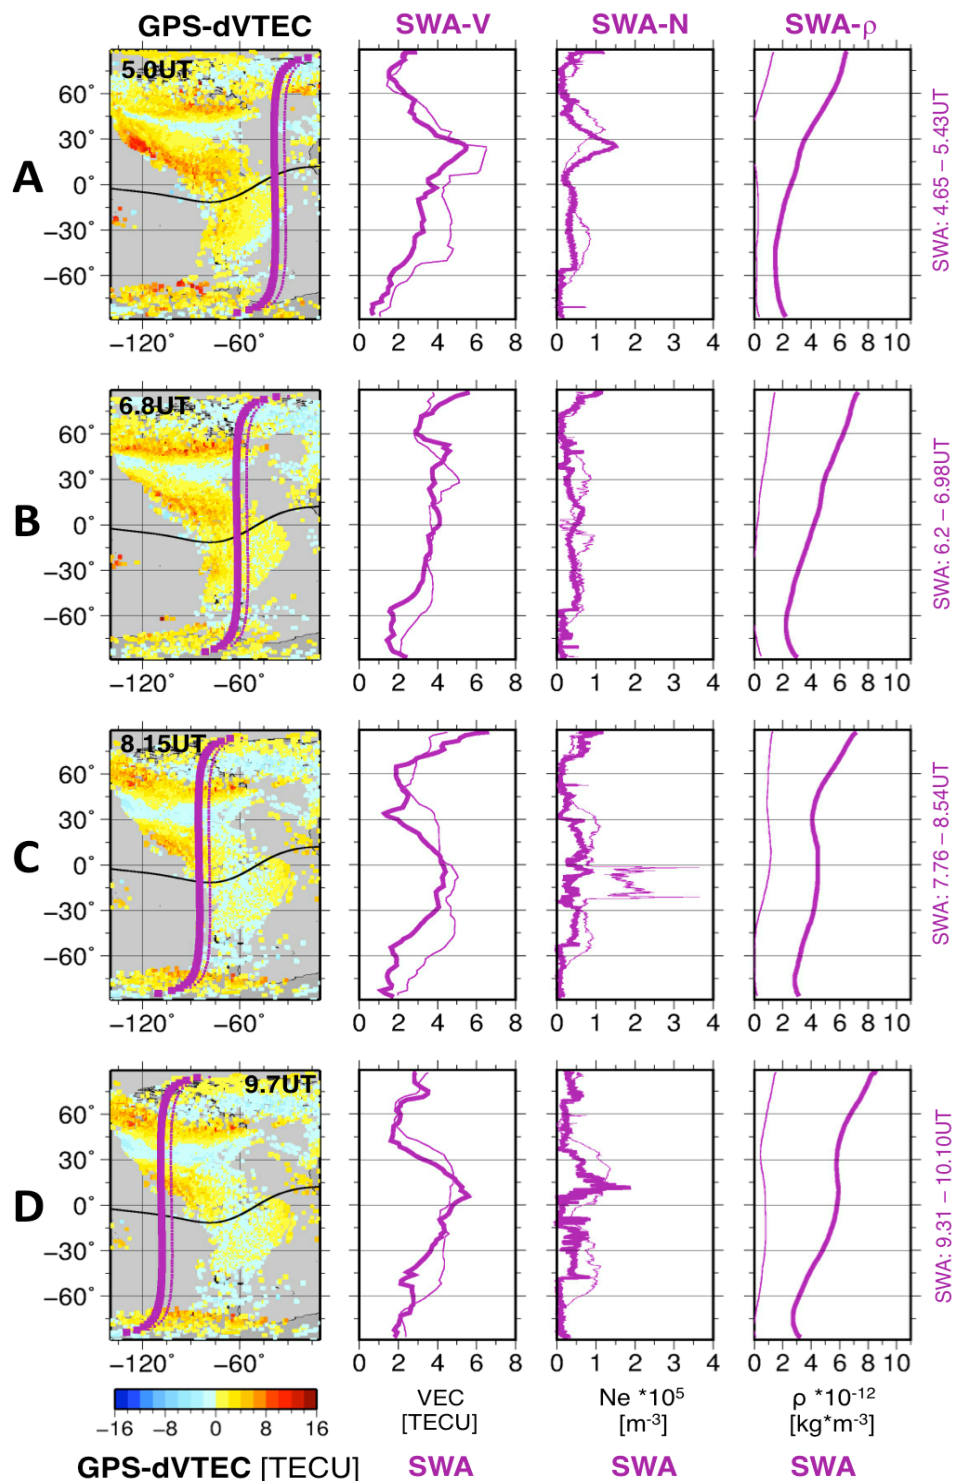 GPS-dVTEC SWA-V SWA-N SWA-ρ
A
5.0UT
60°
30
0°
−30
−60°
−120° −60°
0 2 4 6 8
0 1 2 3 4
0 2 4 6 8 10
SWA: 4.65 – 5.43UT
B
6.8UT
60°
30
0°
−30
−60°
−120° −60°
0 2 4 6 8
0 1 2 3 4
0 2 4 6 8 10
SWA: 6.2 – 6.98UT
C
8.15UT
60°
30°
0°
−30°
−60°
−120° −60°
0 2 4 6 8
0 1 2 3 4
0 2 4 6 8 10
SWA: 7.76 – 8.54UT
D
9.7UT
60°
30°
0°
−30°
−60°
−120° −60°
0 2 4 6 8
0 1 2 3 4
0 2 4 6 8 10
SWA: 9.31 – 10.10UT
−16 −8 0 8 16
GPS-dVTEC [TECU]
VEC
[TECU]
SWA
Ne *10⁵
[m⁻³]
SWA
ρ *10⁻¹²
[kg*m⁻³]
SWA